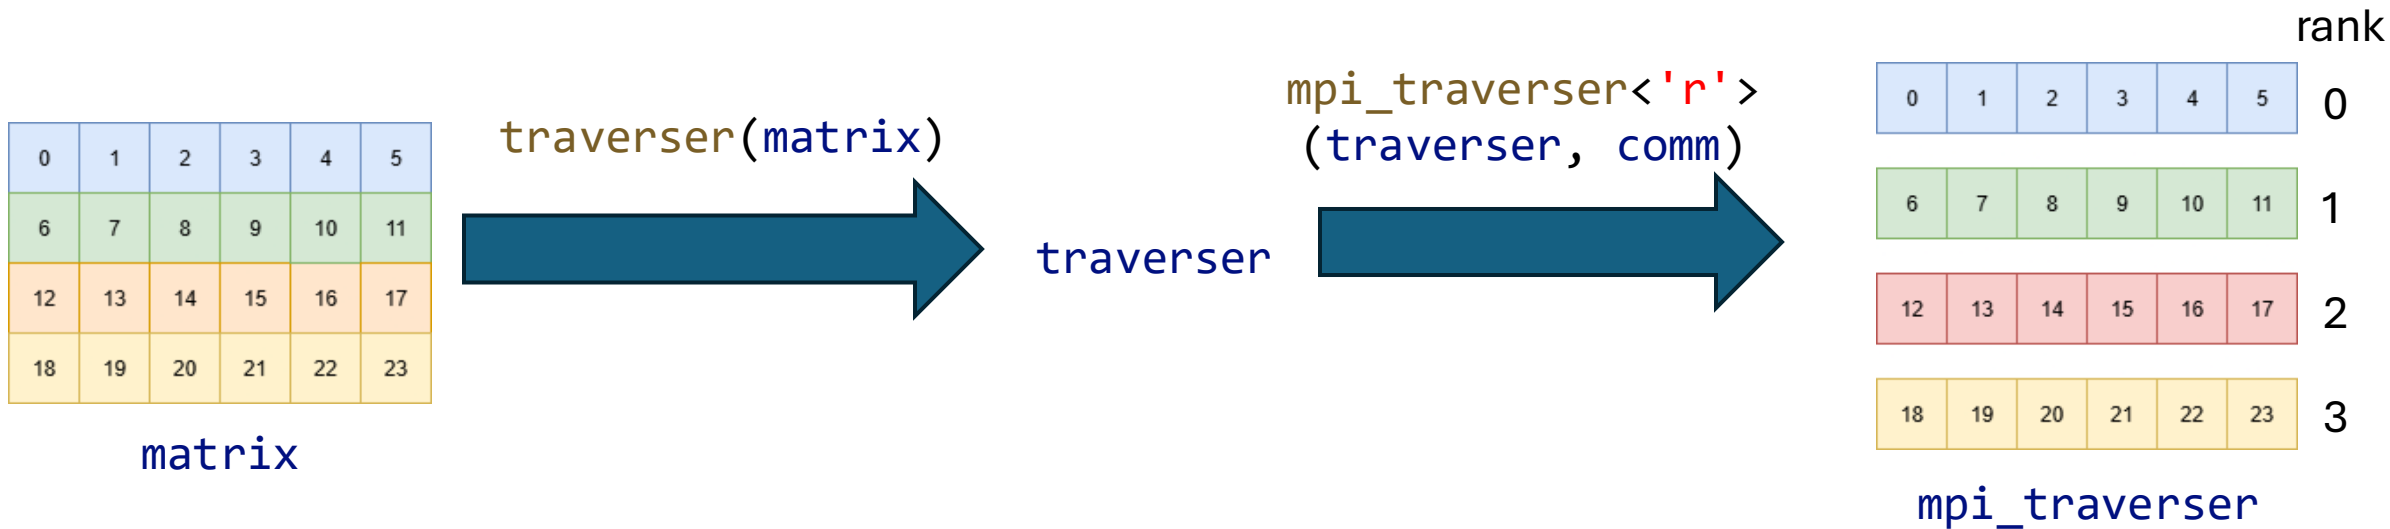 0 1 2 3 4 5
6 7 8 9 10 11
12 13 14 15 16 17
18 19 20 21 22 23
matrix
traverser(matrix)
traverser
mpi_traverser<'r'>
(traverser, comm)
rank
0 1 2 3 4 5 0
6 7 8 9 10 11 1
12 13 14 15 16 17 2
18 19 20 21 22 23 3
mpi_traverser